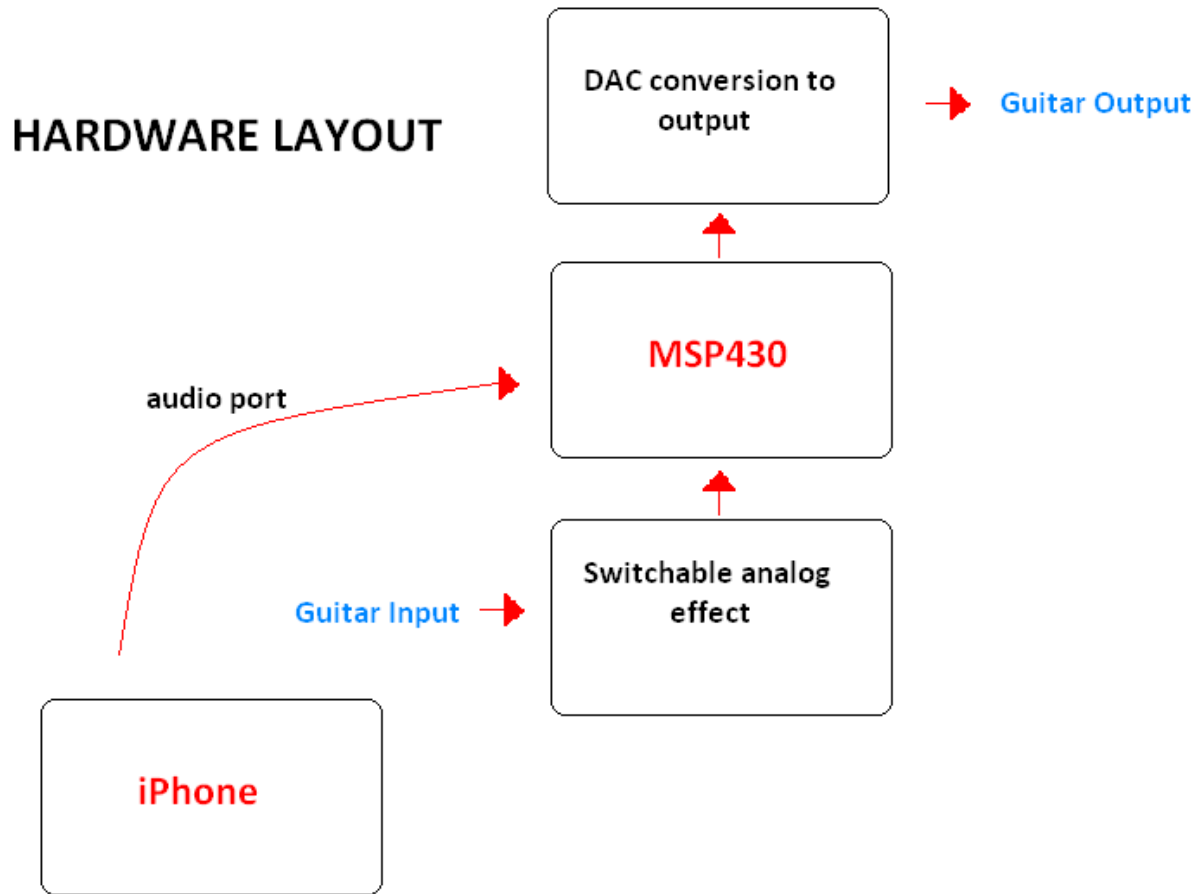 DAC conversion to
output
Guitar Output
HARDWARE LAYOUT
MSP430
audio port
Switchable analog
effect
Guitar Input
iPhone